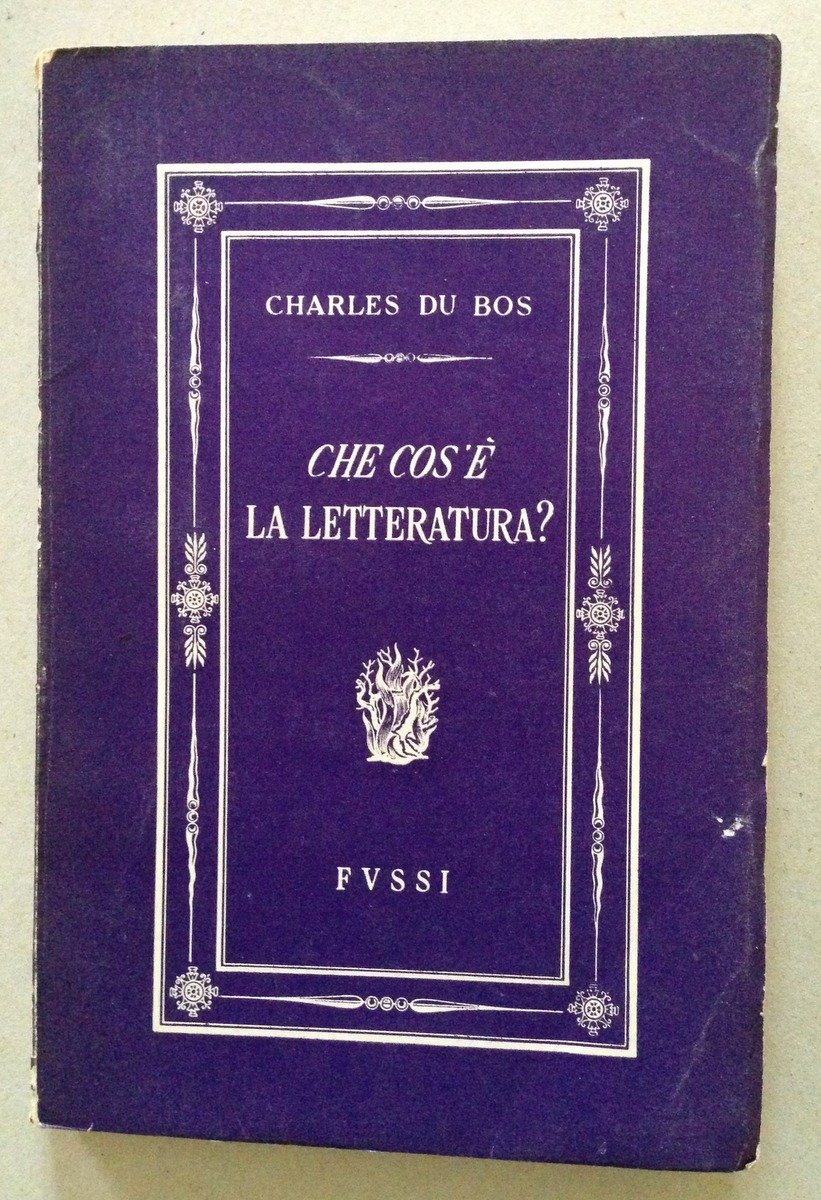 CHARLES DU BOS
CHE COS'È
LA LETTERATURA?
FVSSI